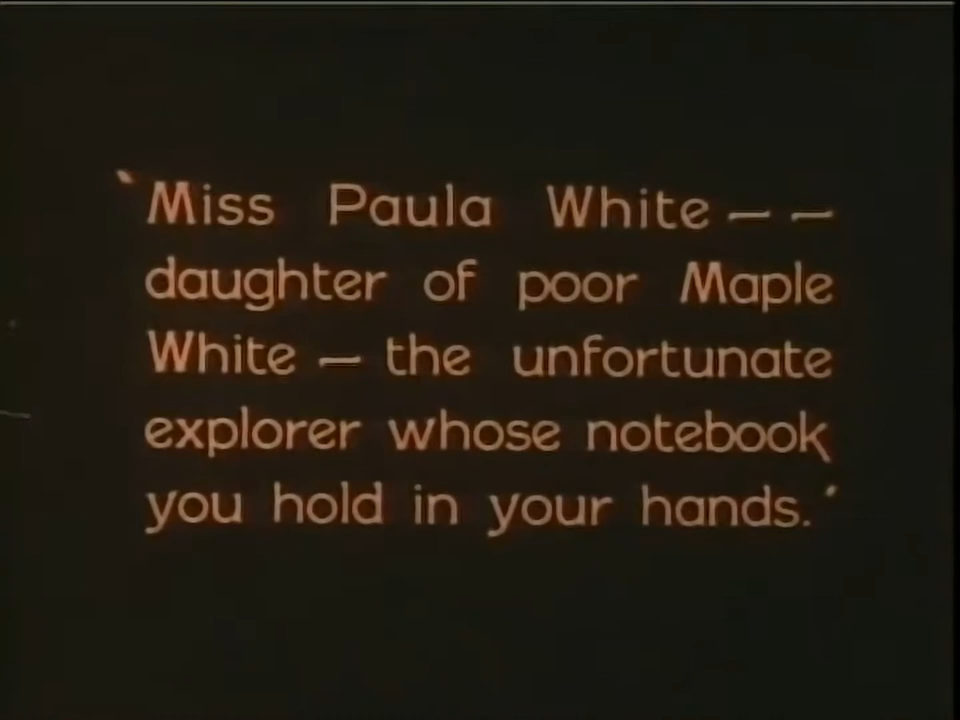 ‵Miss Paula White — —
daughter of poor Maple
White — the unfortunate
explorer whose notebook
you hold in your hands.′